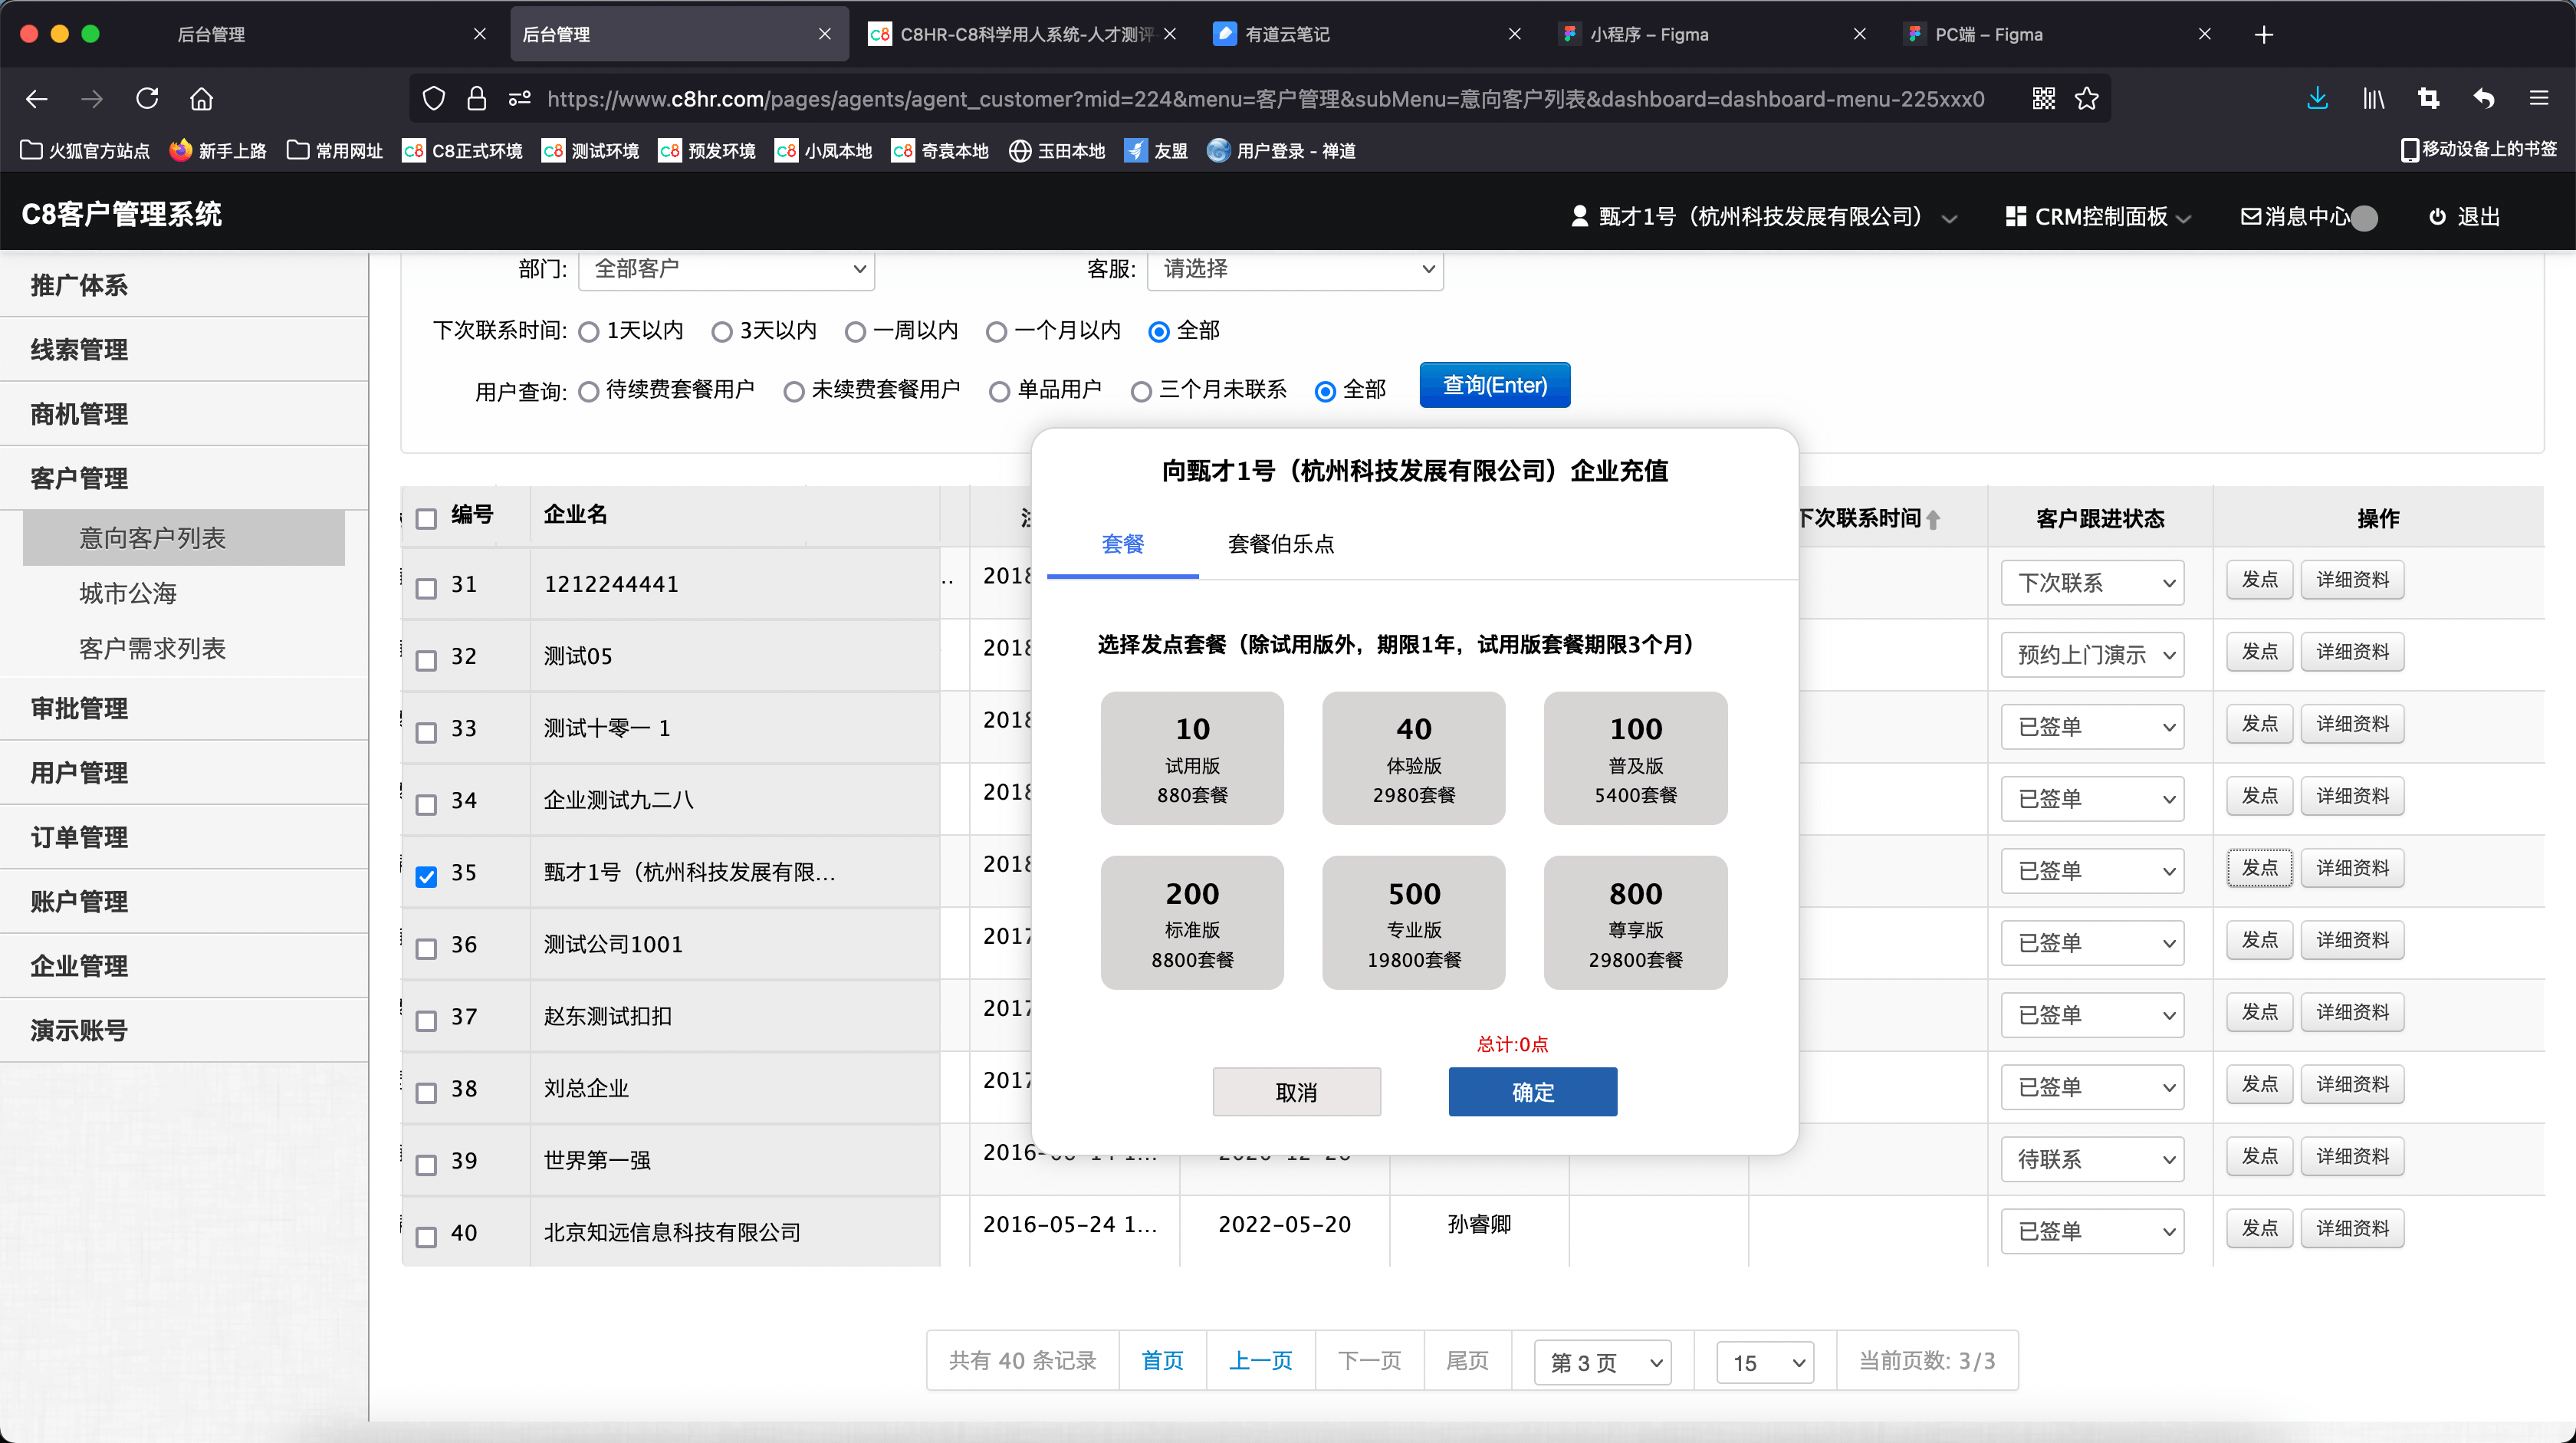 后台管理
后台管理
C8HR-C8科学用人系统-人才测评
有道云笔记
小程序 – Figma
PC端 – Figma
https://www.c8hr.com/pages/agents/agent_customer?mid=224&menu=客户管理&subMenu=意向客户列表&dashboard=dashboard-menu-225xxx0
火狐官方站点
新手上路
常用网址
C8 C8正式环境
C8 测试环境
C8 预发环境
C8 小凤本地
C8 奇袁本地
玉田本地
友盟
用户登录 - 禅道
移动设备上的书签
C8客户管理系统
甄才1号（杭州科技发展有限公司）
CRM控制面板
消息中心
退出
推广体系
线索管理
商机管理
客户管理
意向客户列表
城市公海
客户需求列表
审批管理
用户管理
订单管理
账户管理
企业管理
演示账号
部门: 全部客户
客服: 请选择
下次联系时间: 1天以内 3天以内 一周以内 一个月以内 全部
用户查询: 待续费套餐用户 未续费套餐用户 单品用户 三个月未联系 全部 查询(Enter)
编号 企业名 下次联系时间 客户跟进状态 操作
31 1212244441 .. 2018 下次联系 发点 详细资料
32 测试05 2018 预约上门演示 发点 详细资料
33 测试十零一 1 2018 已签单 发点 详细资料
34 企业测试九二八 2018 已签单 发点 详细资料
35 甄才1号（杭州科技发展有限... 2018 已签单 发点 详细资料
36 测试公司1001 2017 已签单 发点 详细资料
37 赵东测试扣扣 2017 已签单 发点 详细资料
38 刘总企业 2017 已签单 发点 详细资料
39 世界第一强 待联系 发点 详细资料
40 北京知远信息科技有限公司 2016-05-24 1... 2022-05-20 孙睿卿 已签单 发点 详细资料
向甄才1号（杭州科技发展有限公司）企业充值
套餐 套餐伯乐点
选择发点套餐（除试用版外，期限1年，试用版套餐期限3个月）
10
试用版
880套餐
40
体验版
2980套餐
100
普及版
5400套餐
200
标准版
8800套餐
500
专业版
19800套餐
800
尊享版
29800套餐
总计:0点
取消 确定
共有 40 条记录 首页 上一页 下一页 尾页 第 3 页 15 当前页数: 3/3